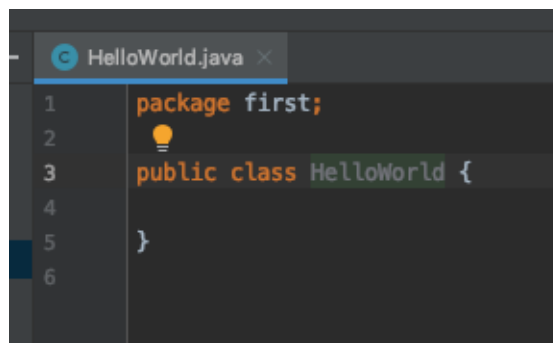 HelloWorld.java
1 package first;
2
3 public class HelloWorld {
4
5 }
6